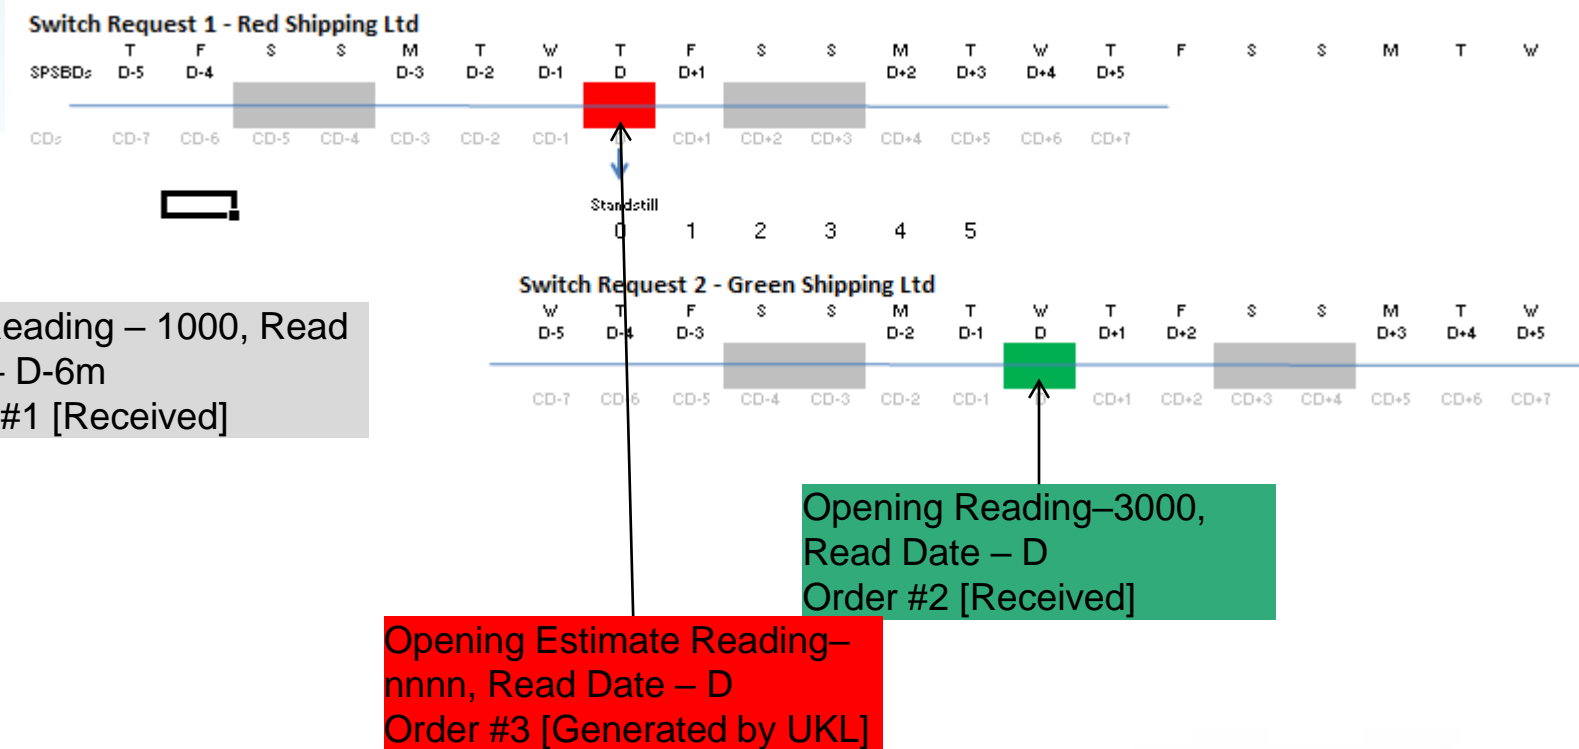 Switch Request 1 - Red Shipping Ltd
T F S S M T W T F S S M T W T F S S M T W
SPSBDs D-5 D-4 D-3 D-2 D-1 D D+1 D+2 D+3 D+4 D+5
CDs CD-7 CD-6 CD-5 CD-4 CD-3 CD-2 CD-1 CD+1 CD+2 CD+3 CD+4 CD+5 CD+6 CD+7
Standstill
0 1 2 3 4 5
Switch Request 2 - Green Shipping Ltd
W T F S S M T W T F S S M T W
D-5 D-4 D-3 D-2 D-1 D D+1 D+2 D+3 D+4 D+5
CD-7 CD-6 CD-5 CD-4 CD-3 CD-2 CD-1 D CD+1 CD+2 CD+3 CD+4 CD+5 CD+6 CD+7
eading – 1000, Read
- D-6m
#1 [Received]
Opening Reading–3000,
Read Date – D
Order #2 [Received]
Opening Estimate Reading–
nnnn, Read Date – D
Order #3 [Generated by UKL]